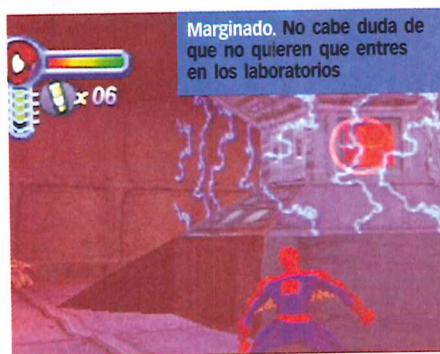 Marginado. No cabe duda de
que no quieren que entres
en los laboratorios
x 06